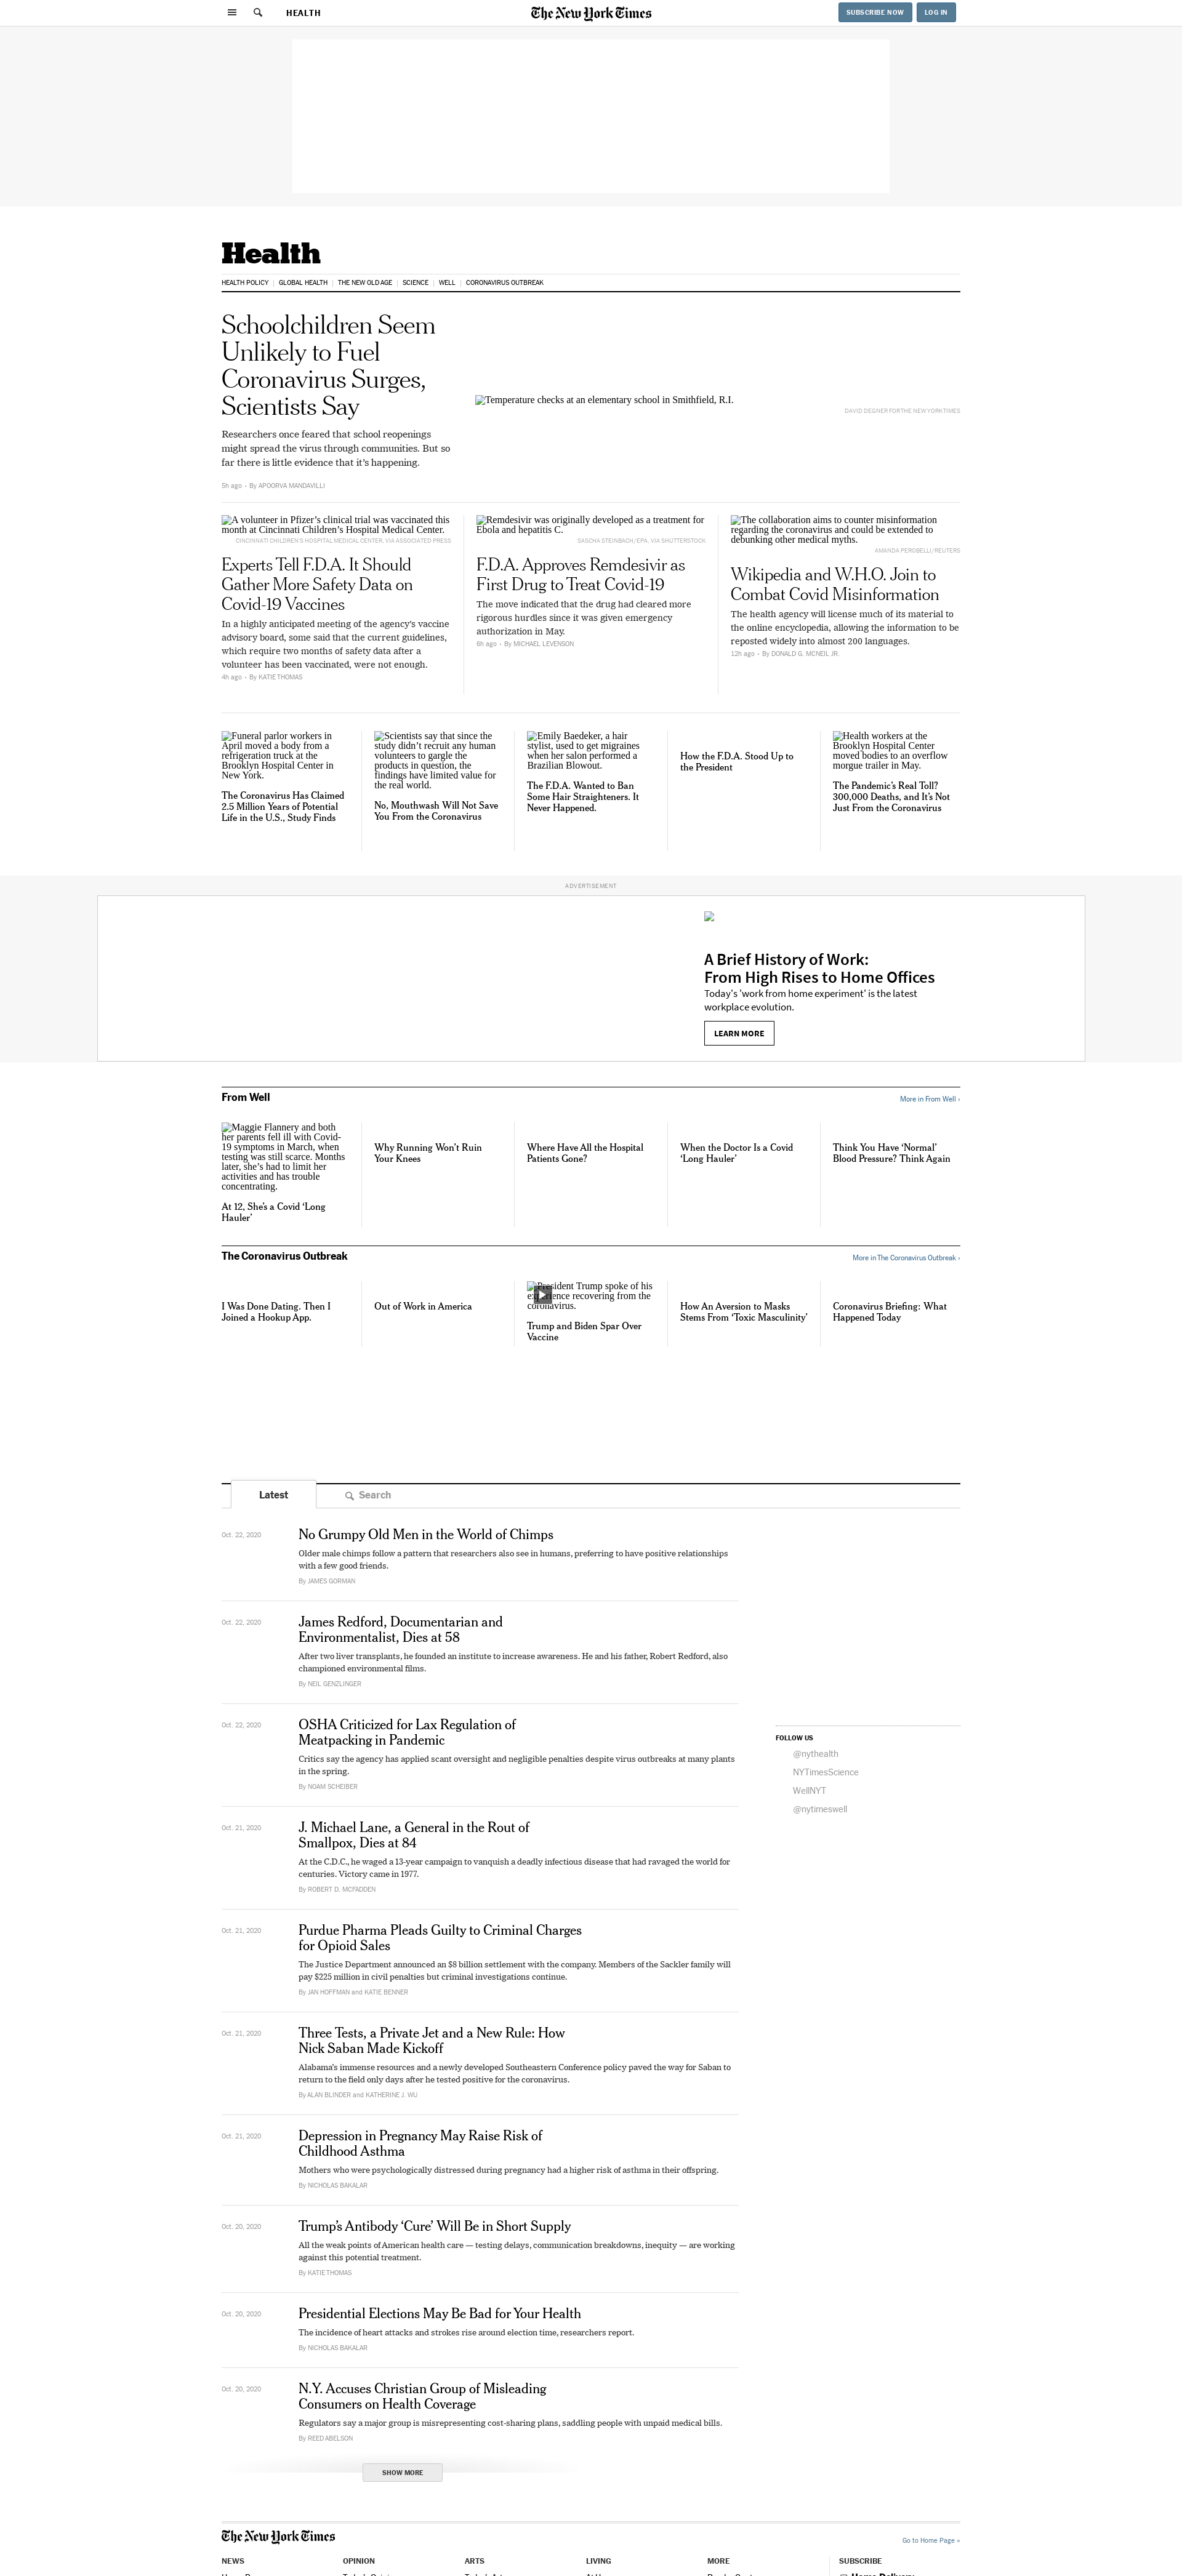 HEALTH
The New York Times
SUBSCRIBE NOW
LOG IN
Health
HEALTH POLICY
GLOBAL HEALTH
THE NEW OLD AGE
SCIENCE
WELL
CORONAVIRUS OUTBREAK
Schoolchildren Seem
Unlikely to Fuel
Coronavirus Surges,
Scientists Say
Researchers once feared that school reopenings
might spread the virus through communities. But so
far there is little evidence that it’s happening.
5h ago • By APOORVA MANDAVILLI
Temperature checks at an elementary school in Smithfield, R.I.
DAVID DEGNER FOR THE NEW YORK TIMES
A volunteer in Pfizer’s clinical trial was vaccinated this
month at Cincinnati Children’s Hospital Medical Center.
CINCINNATI CHILDREN'S HOSPITAL MEDICAL CENTER, VIA ASSOCIATED PRESS
Experts Tell F.D.A. It Should
Gather More Safety Data on
Covid-19 Vaccines
In a highly anticipated meeting of the agency’s vaccine
advisory board, some said that the current guidelines,
which require two months of safety data after a
volunteer has been vaccinated, were not enough.
4h ago • By KATIE THOMAS
Remdesivir was originally developed as a treatment for
Ebola and hepatitis C.
SASCHA STEINBACH/EPA, VIA SHUTTERSTOCK
F.D.A. Approves Remdesivir as
First Drug to Treat Covid-19
The move indicated that the drug had cleared more
rigorous hurdles since it was given emergency
authorization in May.
6h ago • By MICHAEL LEVENSON
The collaboration aims to counter misinformation
regarding the coronavirus and could be extended to
debunking other medical myths.
AMANDA PEROBELLI/REUTERS
Wikipedia and W.H.O. Join to
Combat Covid Misinformation
The health agency will license much of its material to
the online encyclopedia, allowing the information to be
reposted widely into almost 200 languages.
12h ago • By DONALD G. MCNEIL JR.
Funeral parlor workers in
April moved a body from a
refrigeration truck at the
Brooklyn Hospital Center in
New York.
The Coronavirus Has Claimed
2.5 Million Years of Potential
Life in the U.S., Study Finds
Scientists say that since the
study didn’t recruit any human
volunteers to gargle the
products in question, the
findings have limited value for
the real world.
No, Mouthwash Will Not Save
You From the Coronavirus
Emily Baedeker, a hair
stylist, used to get migraines
when her salon performed a
Brazilian Blowout.
The F.D.A. Wanted to Ban
Some Hair Straighteners. It
Never Happened.
How the F.D.A. Stood Up to
the President
Health workers at the
Brooklyn Hospital Center
moved bodies to an overflow
morgue trailer in May.
The Pandemic’s Real Toll?
300,000 Deaths, and It’s Not
Just From the Coronavirus
ADVERTISEMENT
A Brief History of Work:
From High Rises to Home Offices
Today's 'work from home experiment' is the latest
workplace evolution.
LEARN MORE
From Well
More in From Well ›
Maggie Flannery and both
her parents fell ill with Covid-
19 symptoms in March, when
testing was still scarce. Months
later, she’s had to limit her
activities and has trouble
concentrating.
At 12, She’s a Covid ‘Long
Hauler’
Why Running Won’t Ruin
Your Knees
Where Have All the Hospital
Patients Gone?
When the Doctor Is a Covid
‘Long Hauler’
Think You Have ‘Normal’
Blood Pressure? Think Again
The Coronavirus Outbreak
More in The Coronavirus Outbreak ›
I Was Done Dating. Then I
Joined a Hookup App.
Out of Work in America
President Trump spoke of his
experience recovering from the
coronavirus.
Trump and Biden Spar Over
Vaccine
How An Aversion to Masks
Stems From ‘Toxic Masculinity’
Coronavirus Briefing: What
Happened Today
Latest
Search
Oct. 22, 2020
No Grumpy Old Men in the World of Chimps
Older male chimps follow a pattern that researchers also see in humans, preferring to have positive relationships
with a few good friends.
By JAMES GORMAN
Oct. 22, 2020
James Redford, Documentarian and
Environmentalist, Dies at 58
After two liver transplants, he founded an institute to increase awareness. He and his father, Robert Redford, also
championed environmental films.
By NEIL GENZLINGER
Oct. 22, 2020
OSHA Criticized for Lax Regulation of
Meatpacking in Pandemic
Critics say the agency has applied scant oversight and negligible penalties despite virus outbreaks at many plants
in the spring.
By NOAM SCHEIBER
FOLLOW US
@nythealth
NYTimesScience
WellNYT
@nytimeswell
Oct. 21, 2020
J. Michael Lane, a General in the Rout of
Smallpox, Dies at 84
At the C.D.C., he waged a 13-year campaign to vanquish a deadly infectious disease that had ravaged the world for
centuries. Victory came in 1977.
By ROBERT D. MCFADDEN
Oct. 21, 2020
Purdue Pharma Pleads Guilty to Criminal Charges
for Opioid Sales
The Justice Department announced an $8 billion settlement with the company. Members of the Sackler family will
pay $225 million in civil penalties but criminal investigations continue.
By JAN HOFFMAN and KATIE BENNER
Oct. 21, 2020
Three Tests, a Private Jet and a New Rule: How
Nick Saban Made Kickoff
Alabama’s immense resources and a newly developed Southeastern Conference policy paved the way for Saban to
return to the field only days after he tested positive for the coronavirus.
By ALAN BLINDER and KATHERINE J. WU
Oct. 21, 2020
Depression in Pregnancy May Raise Risk of
Childhood Asthma
Mothers who were psychologically distressed during pregnancy had a higher risk of asthma in their offspring.
By NICHOLAS BAKALAR
Oct. 20, 2020
Trump’s Antibody ‘Cure’ Will Be in Short Supply
All the weak points of American health care — testing delays, communication breakdowns, inequity — are working
against this potential treatment.
By KATIE THOMAS
Oct. 20, 2020
Presidential Elections May Be Bad for Your Health
The incidence of heart attacks and strokes rise around election time, researchers report.
By NICHOLAS BAKALAR
Oct. 20, 2020
N.Y. Accuses Christian Group of Misleading
Consumers on Health Coverage
Regulators say a major group is misrepresenting cost-sharing plans, saddling people with unpaid medical bills.
By REED ABELSON
SHOW MORE
The New York Times
Go to Home Page »
NEWS
OPINION
ARTS
LIVING
MORE
SUBSCRIBE